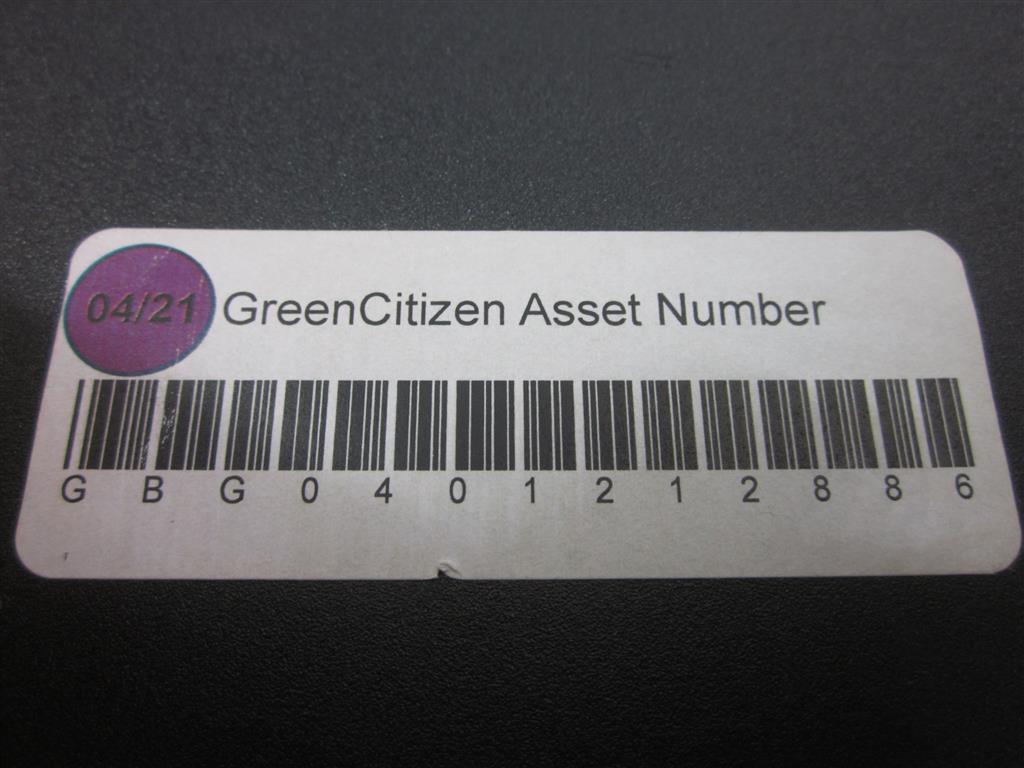 04/21 GreenCitizen Asset Number
G B G 0 4 0 1 2 1 2 8 8 6